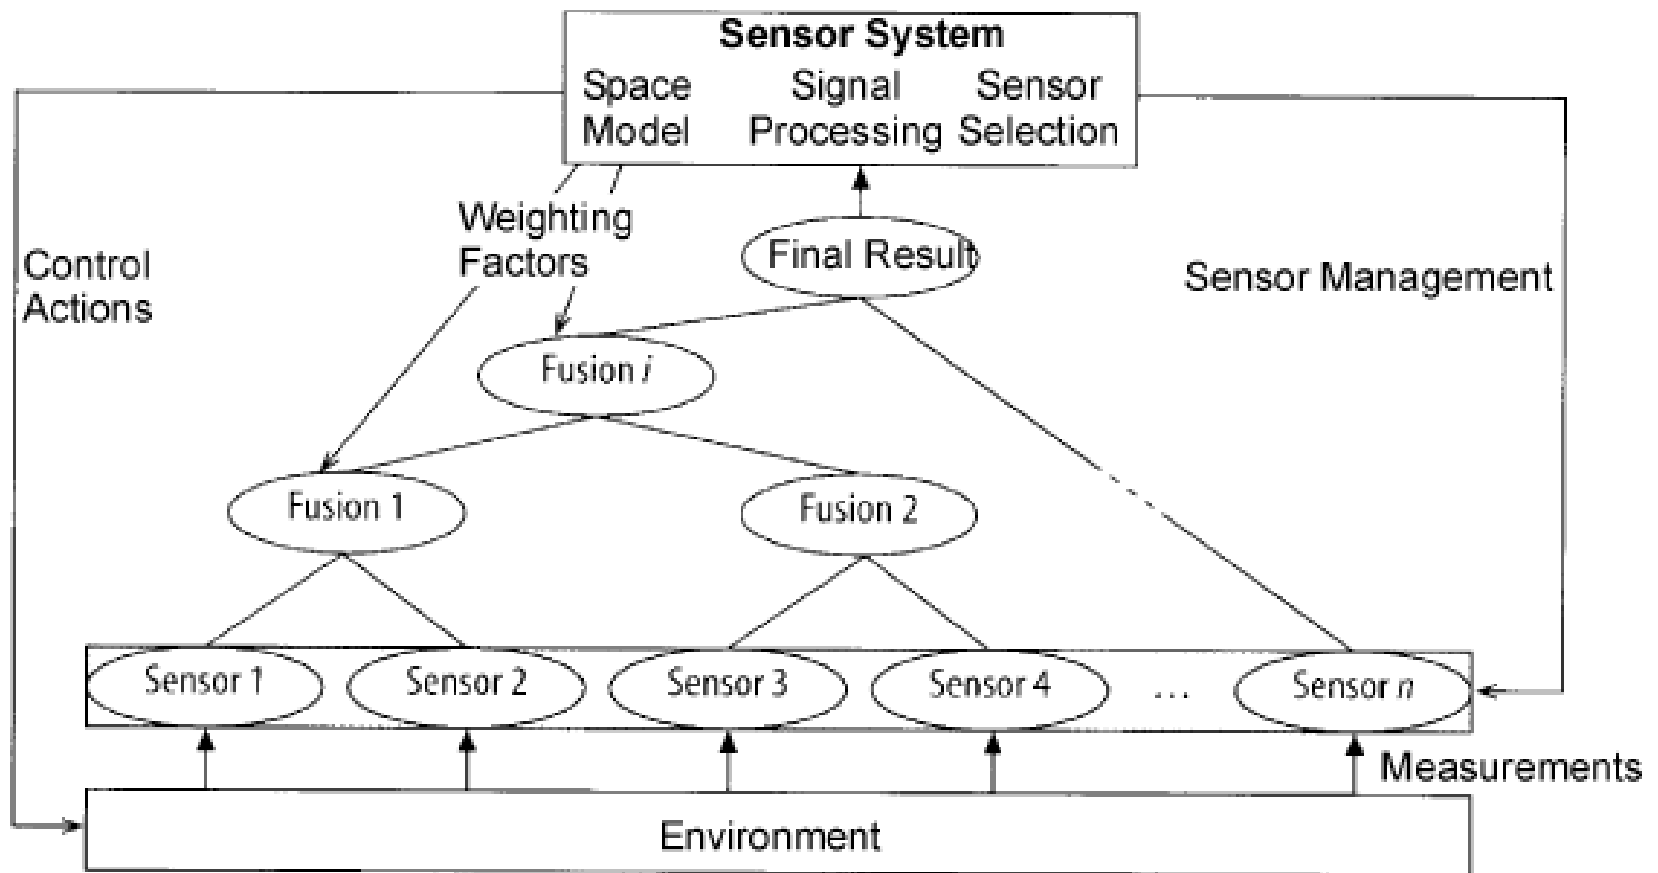 Sensor System
Space Signal Sensor
Model Processing Selection
Weighting
Factors
Final Result
Control
Actions
Sensor Management
Fusion i
Fusion 1 Fusion 2
Sensor 1 Sensor 2 Sensor 3 Sensor 4 ... Sensor n
Measurements
Environment